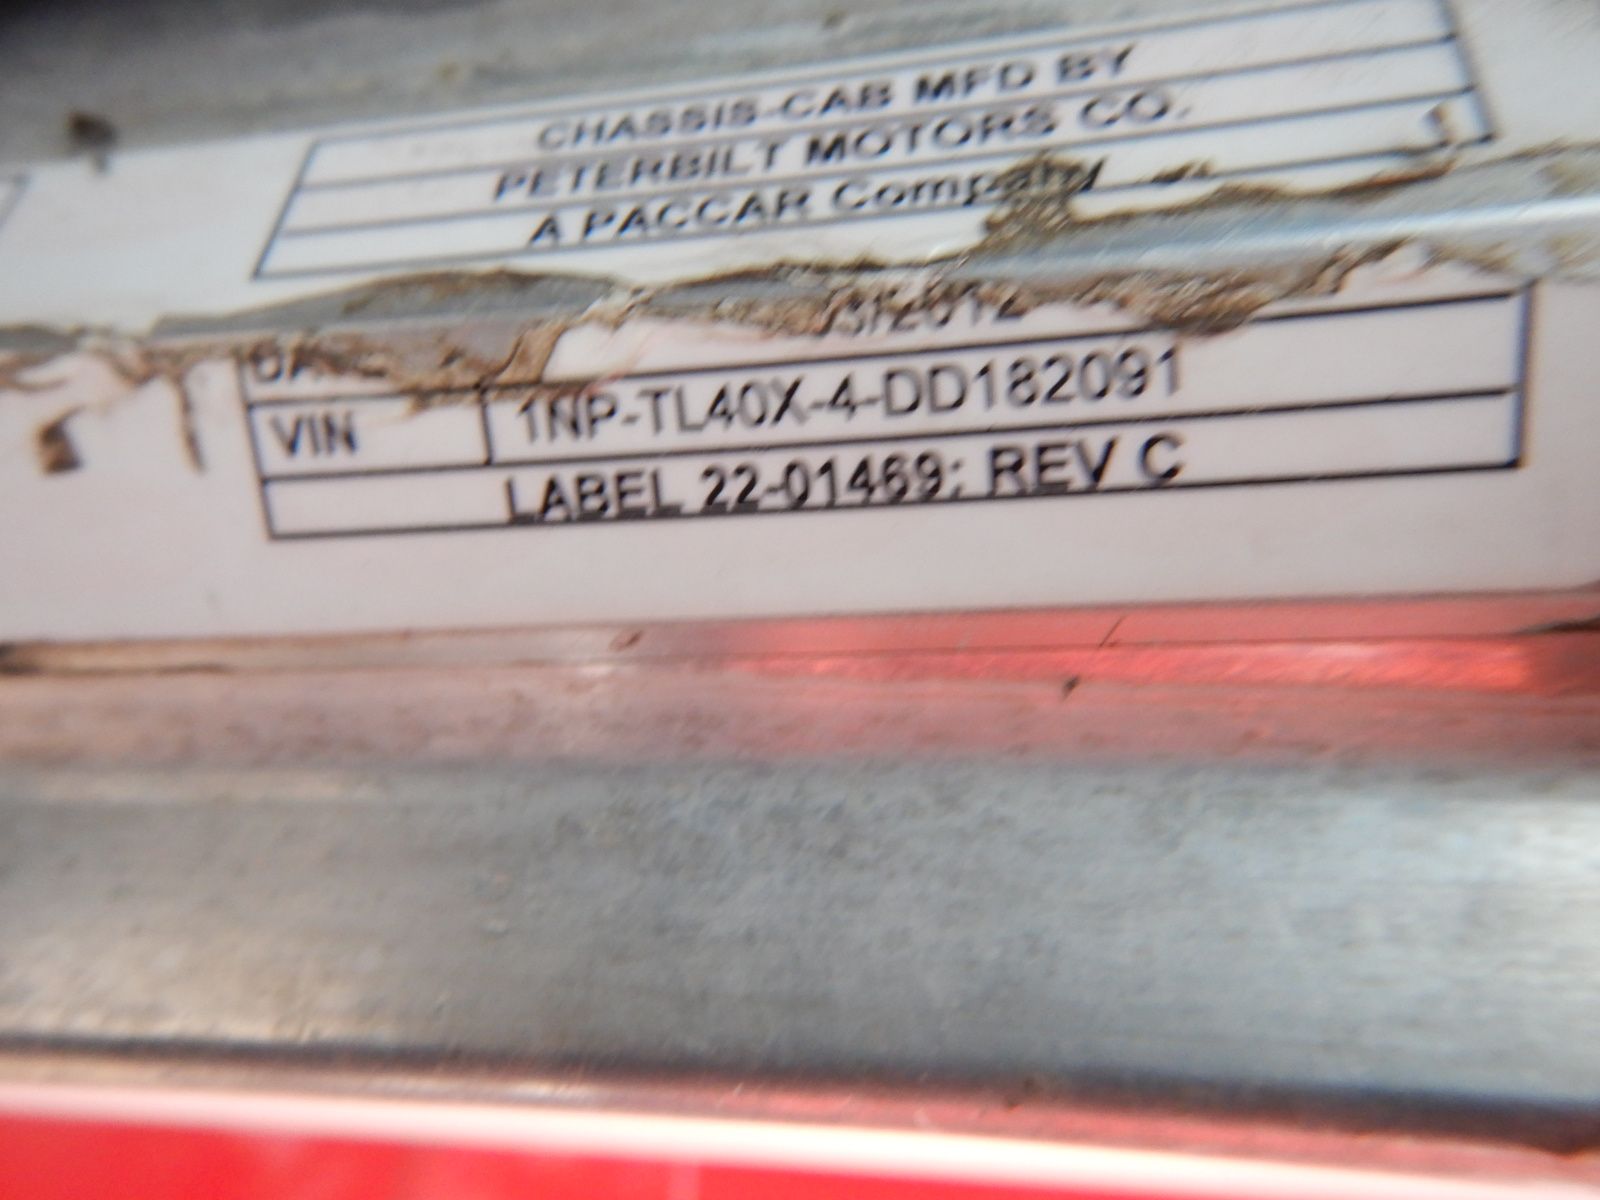 CHASSIS-CAB MFD BY
PETERBILT MOTORS CO.
A PACCAR Company
VIN 1NP-TL40X-4-DD182091
LABEL 22-01469; REV C